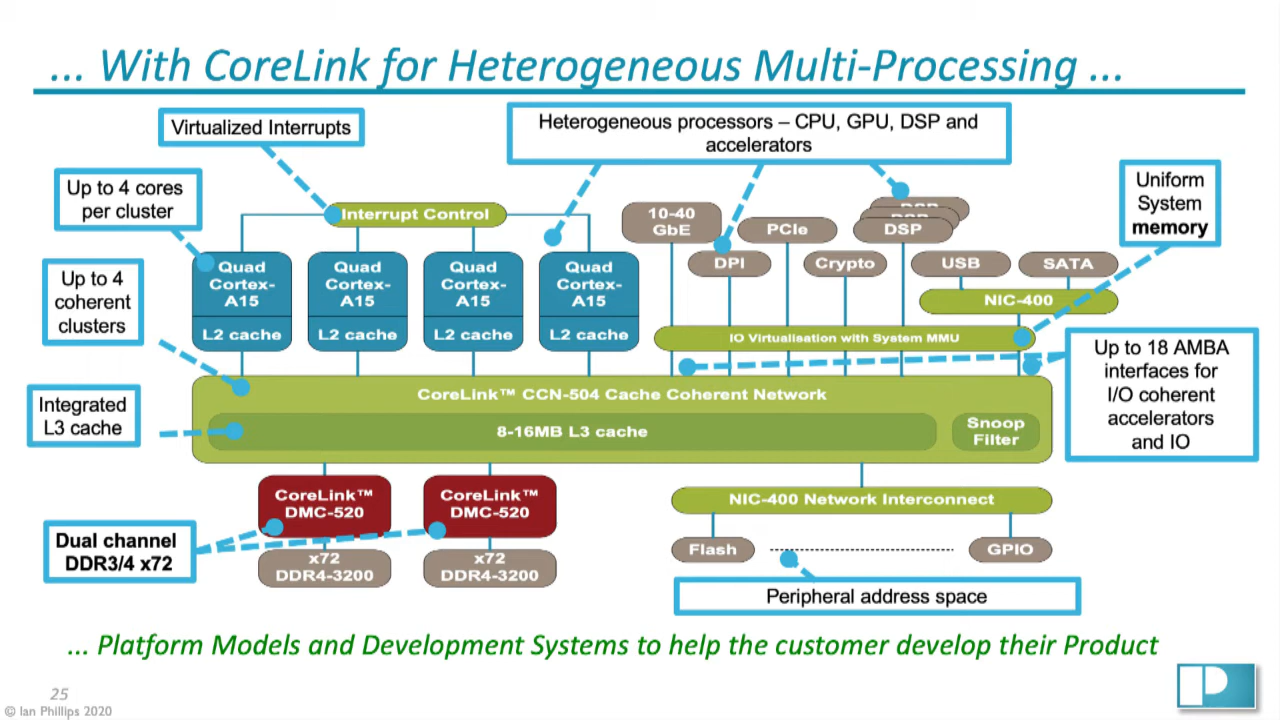 ... With CoreLink for Heterogeneous Multi-Processing ...
Virtualized Interrupts
Heterogeneous processors – CPU, GPU, DSP and
accelerators
Up to 4 cores
per cluster
Uniform
System
memory
Interrupt Control
10-40
GbE
PCIe
DSP
DSP
DSP
Quad
Cortex-
A15
L2 cache
Quad
Cortex-
A15
L2 cache
Quad
Cortex-
A15
L2 cache
Quad
Cortex-
A15
L2 cache
DPI
Crypto
USB
SATA
NIC-400
Up to 4
coherent
clusters
IO Virtualisation with System MMU
Up to 18 AMBA
interfaces for
I/O coherent
accelerators
and IO
CoreLink™ CCN-504 Cache Coherent Network
Integrated
L3 cache
8-16MB L3 cache
Snoop
Filter
CoreLink™
DMC-520
CoreLink™
DMC-520
NIC-400 Network Interconnect
Dual channel
DDR3/4 x72
x72
DDR4-3200
x72
DDR4-3200
Flash
GPIO
Peripheral address space
... Platform Models and Development Systems to help the customer develop their Product
25
© Ian Phillips 2020
P